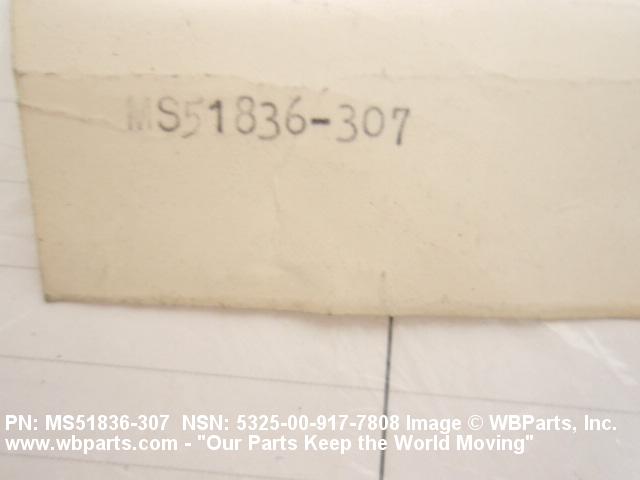 MS51836-307
PN: MS51836-307 NSN: 5325-00-917-7808 Image © WBParts, Inc.
www.wbparts.com - "Our Parts Keep the World Moving"